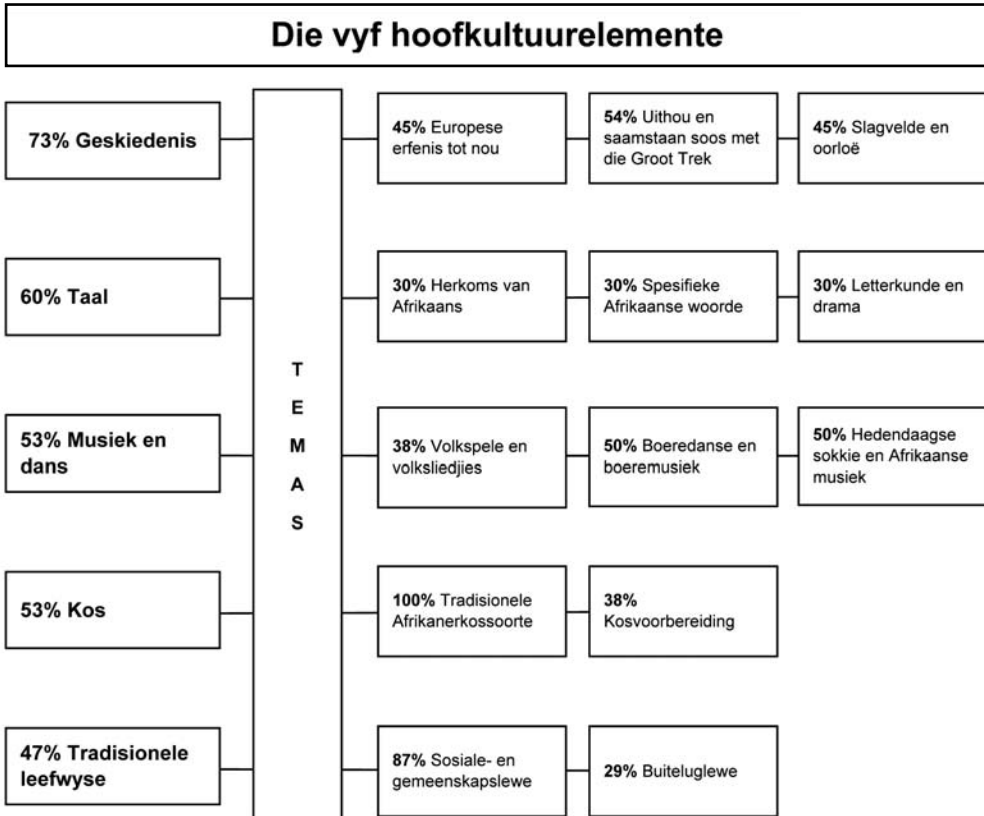 Die vyf hoofkultuurelemente
73% Geskiedenis
45% Europese
erfenis tot nou
54% Uithou en
saamstaan soos met
die Groot Trek
45% Slagvelde en
oorloë
60% Taal
30% Herkoms van
Afrikaans
30% Spesifieke
Afrikaanse woorde
30% Letterkunde en
drama
T
E
M
A
S
53% Musiek en
dans
38% Volkspele en
volksliedjies
50% Boeredanse en
boeremusiek
50% Hedendaagse
sokkie en Afrikaanse
musiek
53% Kos
100% Tradisionele
Afrikanerkossoorte
38%
Kosvoorbereiding
47% Tradisionele
leefwyse
87% Sosiale- en
gemeenskapslewe
29% Buiteluglewe